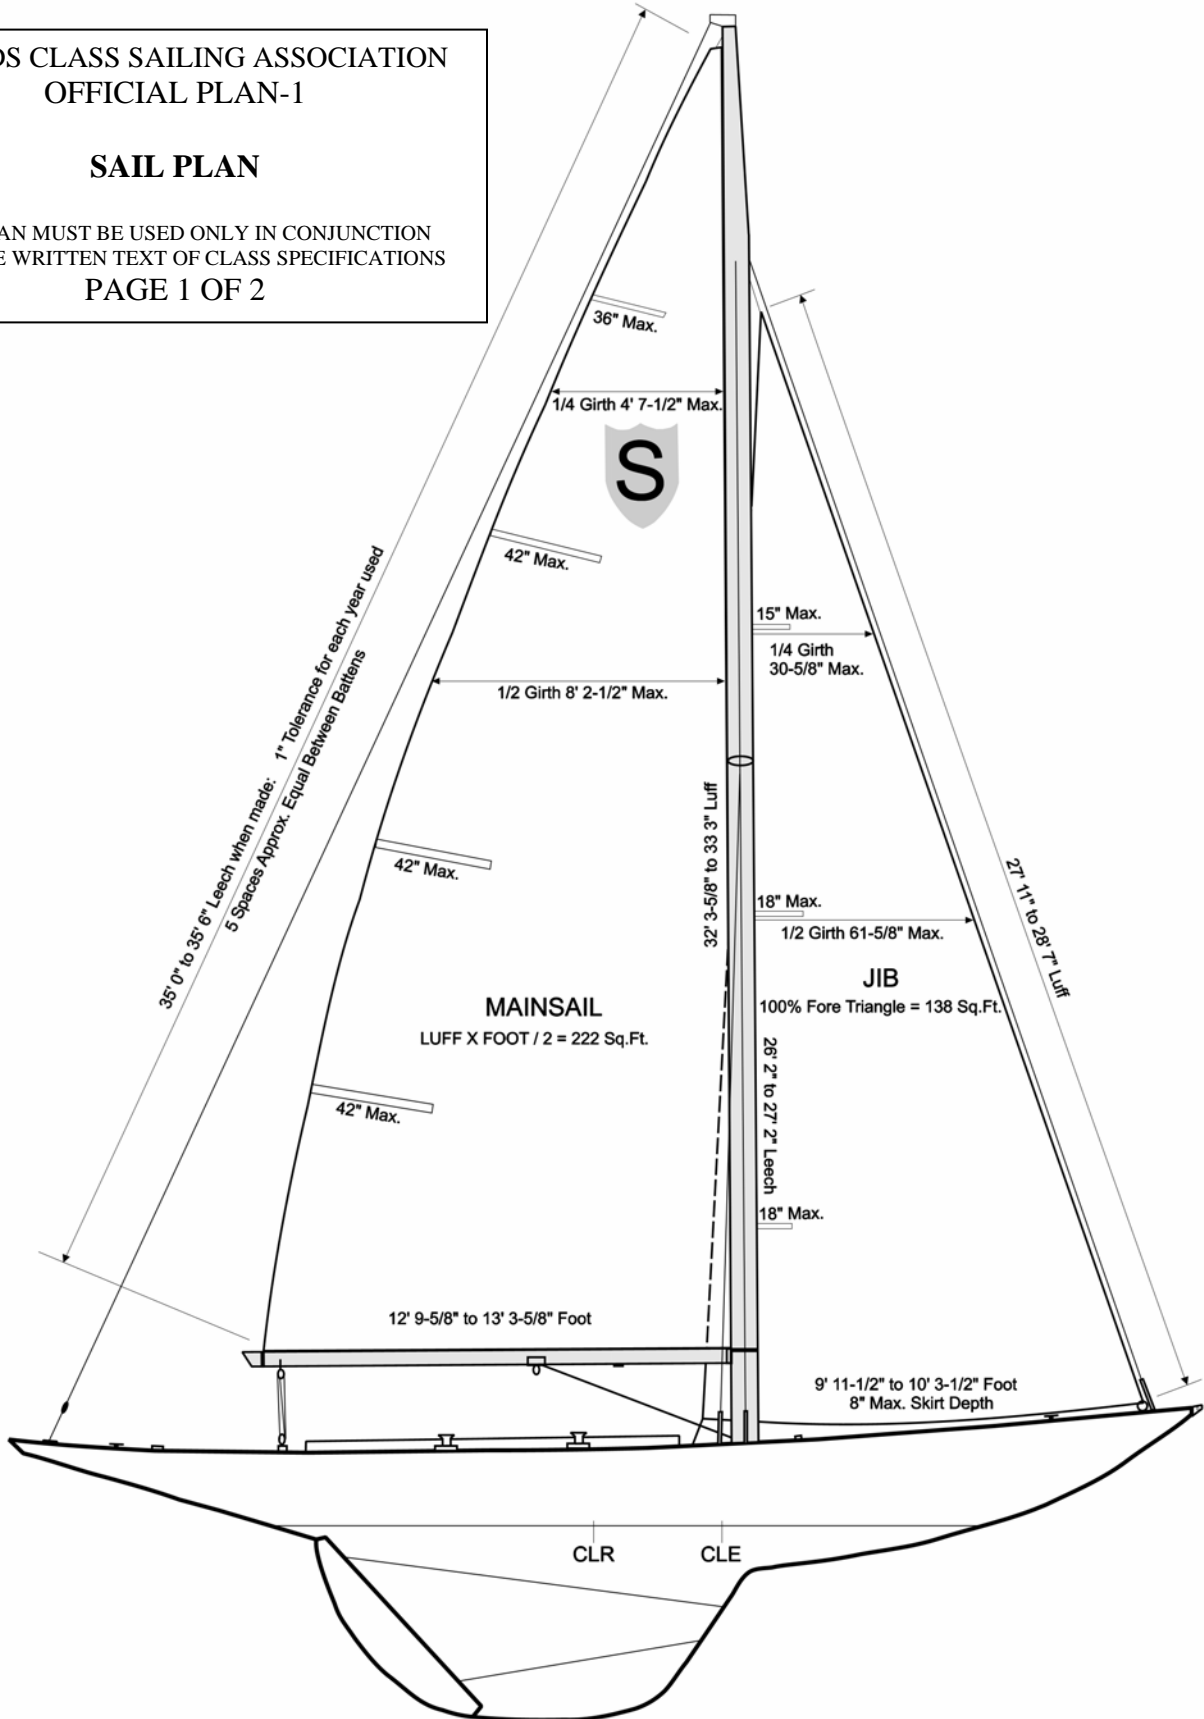 CLASS SAILING ASSOCIATION
OFFICIAL PLAN-1
SAIL PLAN
MUST BE USED ONLY IN CONJUNCTION
WRITTEN TEXT OF CLASS SPECIFICATIONS
PAGE 1 OF 2
36" Max.
1/4 Girth 4' 7-1/2" Max.
S
42" Max.
15" Max.
1/4 Girth
30-5/8" Max.
1/2 Girth 8' 2-1/2" Max.
35' 0" to 35' 6" Leech when made: 1" Tolerance for each year used
5 Spaces Approx. Equal Between Battens
32' 3-5/8" to 33 3" Luff
42" Max.
18" Max.
1/2 Girth 61-5/8" Max.
27' 11" to 28' 7" Luff
JIB
100% Fore Triangle = 138 Sq.Ft.
MAINSAIL
LUFF X FOOT / 2 = 222 Sq.Ft.
26' 2" to 27' 2" Leech
42" Max.
18" Max.
12' 9-5/8" to 13' 3-5/8" Foot
9' 11-1/2" to 10' 3-1/2" Foot
8" Max. Skirt Depth
CLR
CLE